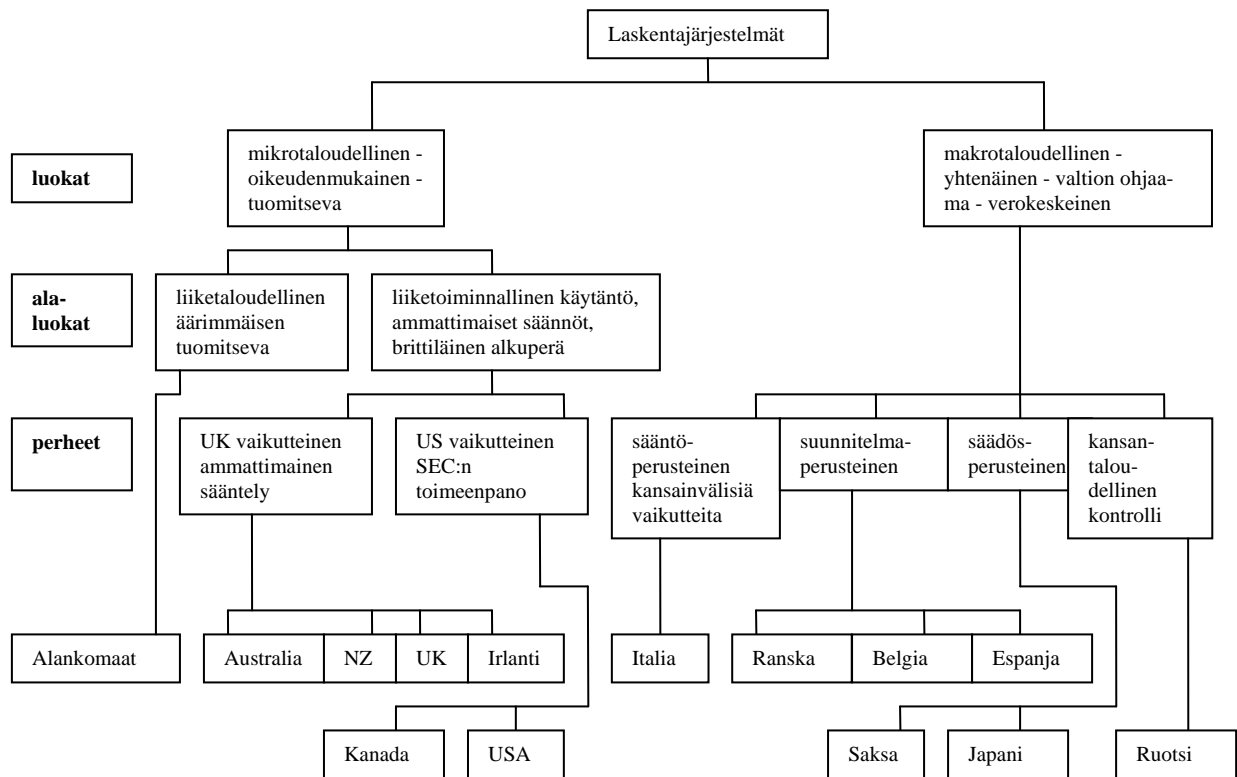 Laskentajärjestelmät
luokat
mikrotaloudellinen -
oikeudenmukainen -
tuomitseva
makrotaloudellinen -
yhtenäinen - valtion ohjaa-
ma - verokeskeinen
ala-
luokat
liiketaloudellinen
äärimmäisen
tuomitseva
liiketoiminnallinen käytäntö,
ammattimaiset säännöt,
brittiläinen alkuperä
perheet
UK vaikutteinen
ammattimainen
sääntely
US vaikutteinen
SEC:n
toimeenpano
sääntö-
perusteinen
kansainvälisiä
vaikutteita
suunnitelma-
perusteinen
säädös-
perusteinen
kansan-
talou-
dellinen
kontrolli
Alankomaat
Australia
NZ
UK
Irlanti
Italia
Ranska
Belgia
Espanja
Kanada
USA
Saksa
Japani
Ruotsi